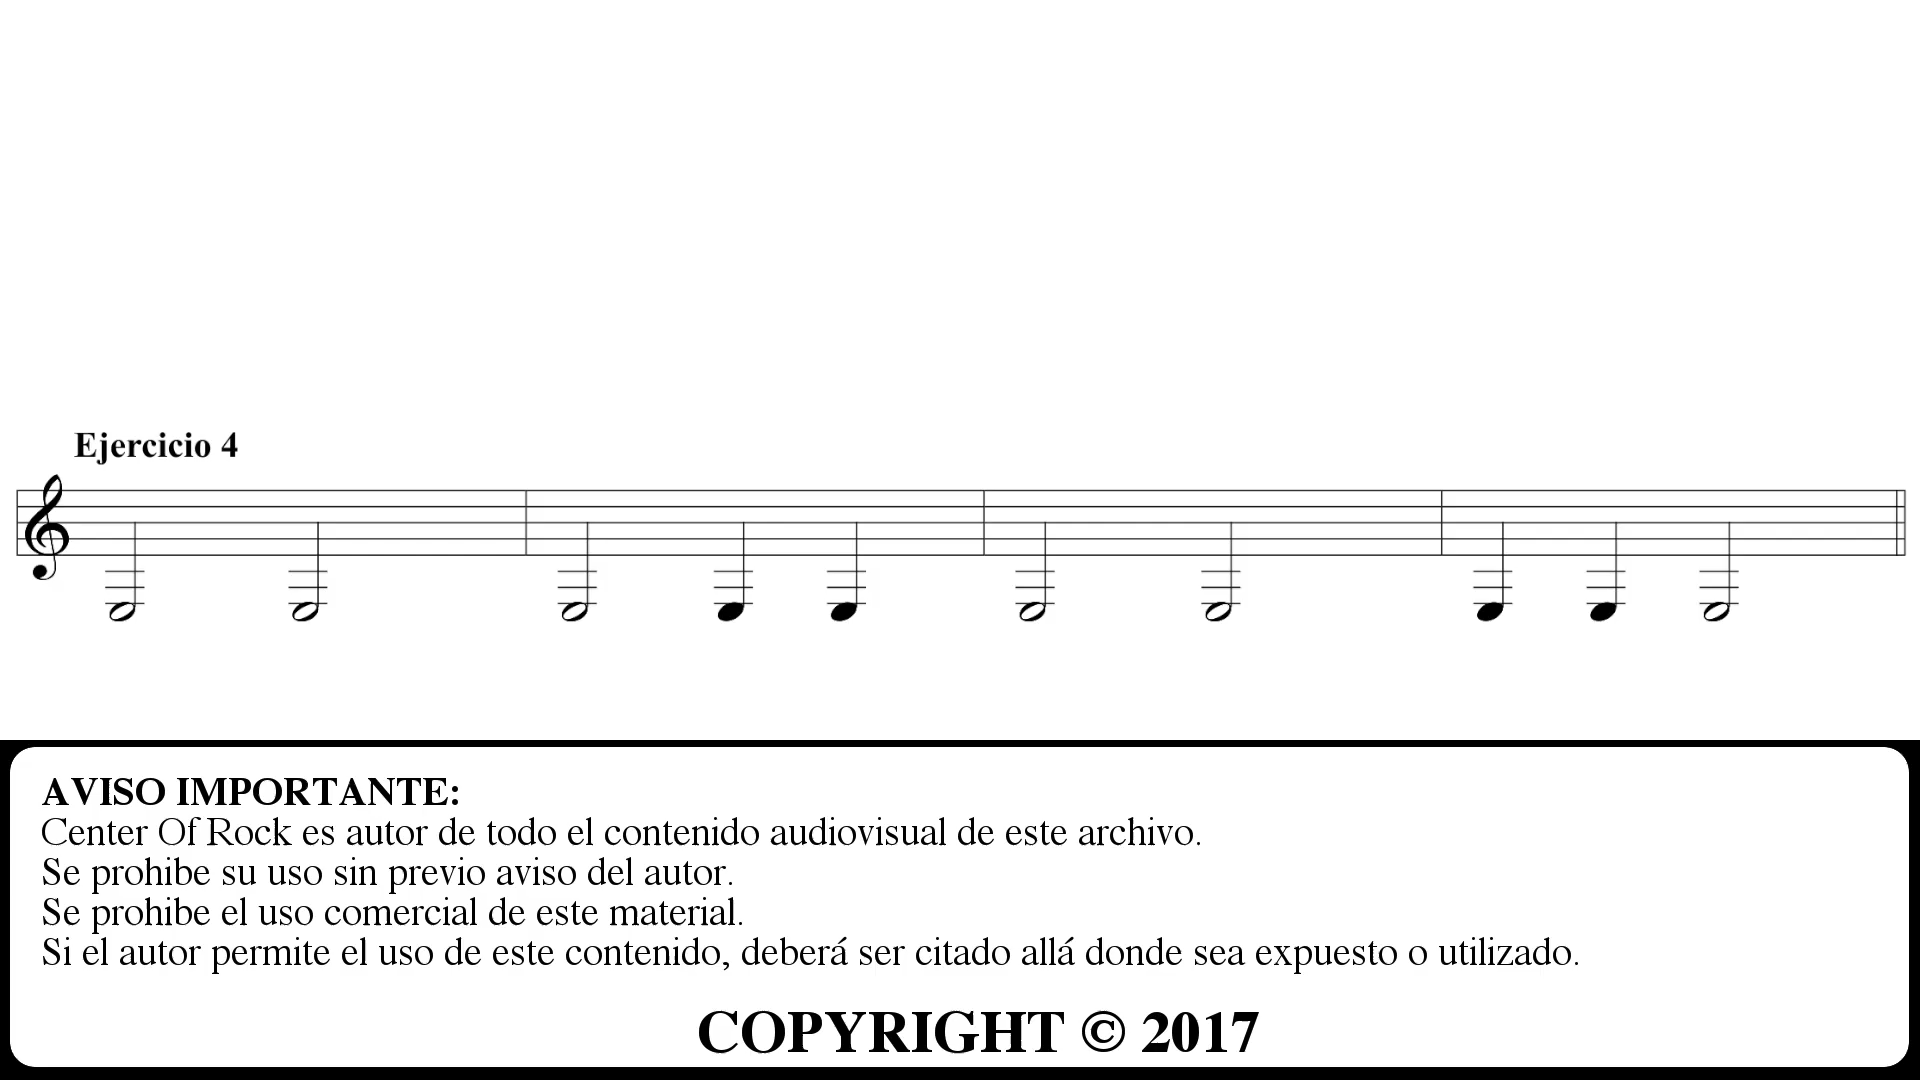 Ejercicio 4
AVISO IMPORTANTE:
Center Of Rock es autor de todo el contenido audiovisual de este archivo.
Se prohibe su uso sin previo aviso del autor.
Se prohibe el uso comercial de este material.
Si el autor permite el uso de este contenido, deberá ser citado allá donde sea expuesto o utilizado.
COPYRIGHT © 2017